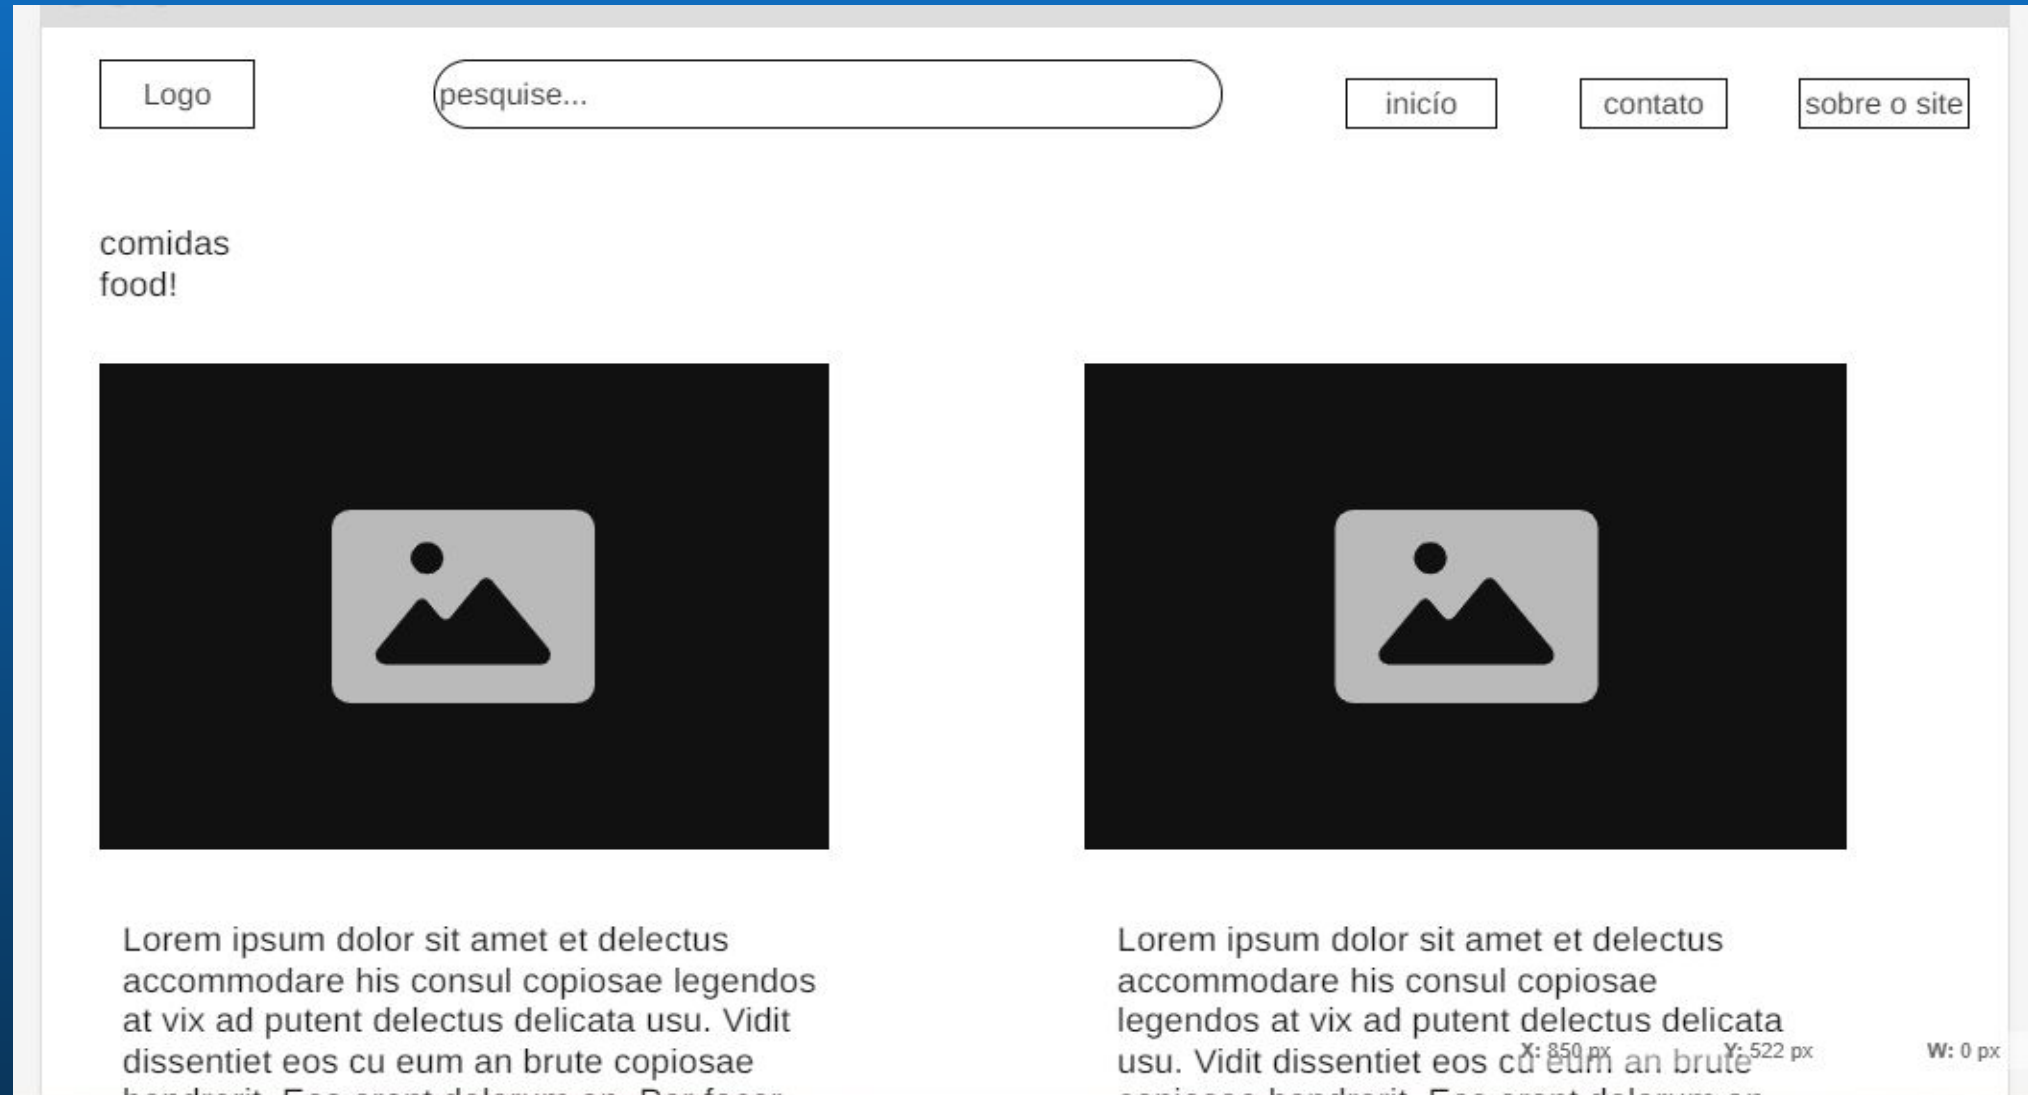 Logo
pesquise...
inicío
contato
sobre o site
comidas
food!
Lorem ipsum dolor sit amet et delectus
accommodare his consul copiosae legendos
at vix ad putent delectus delicata usu. Vidit
dissentiet eos cu eum an brute copiosae
Lorem ipsum dolor sit amet et delectus
accommodare his consul copiosae
legendos at vix ad putent delectus delicata
usu. Vidit dissentiet eos cu eum an brute
X: 850 px
Y: 522 px
W: 0 px